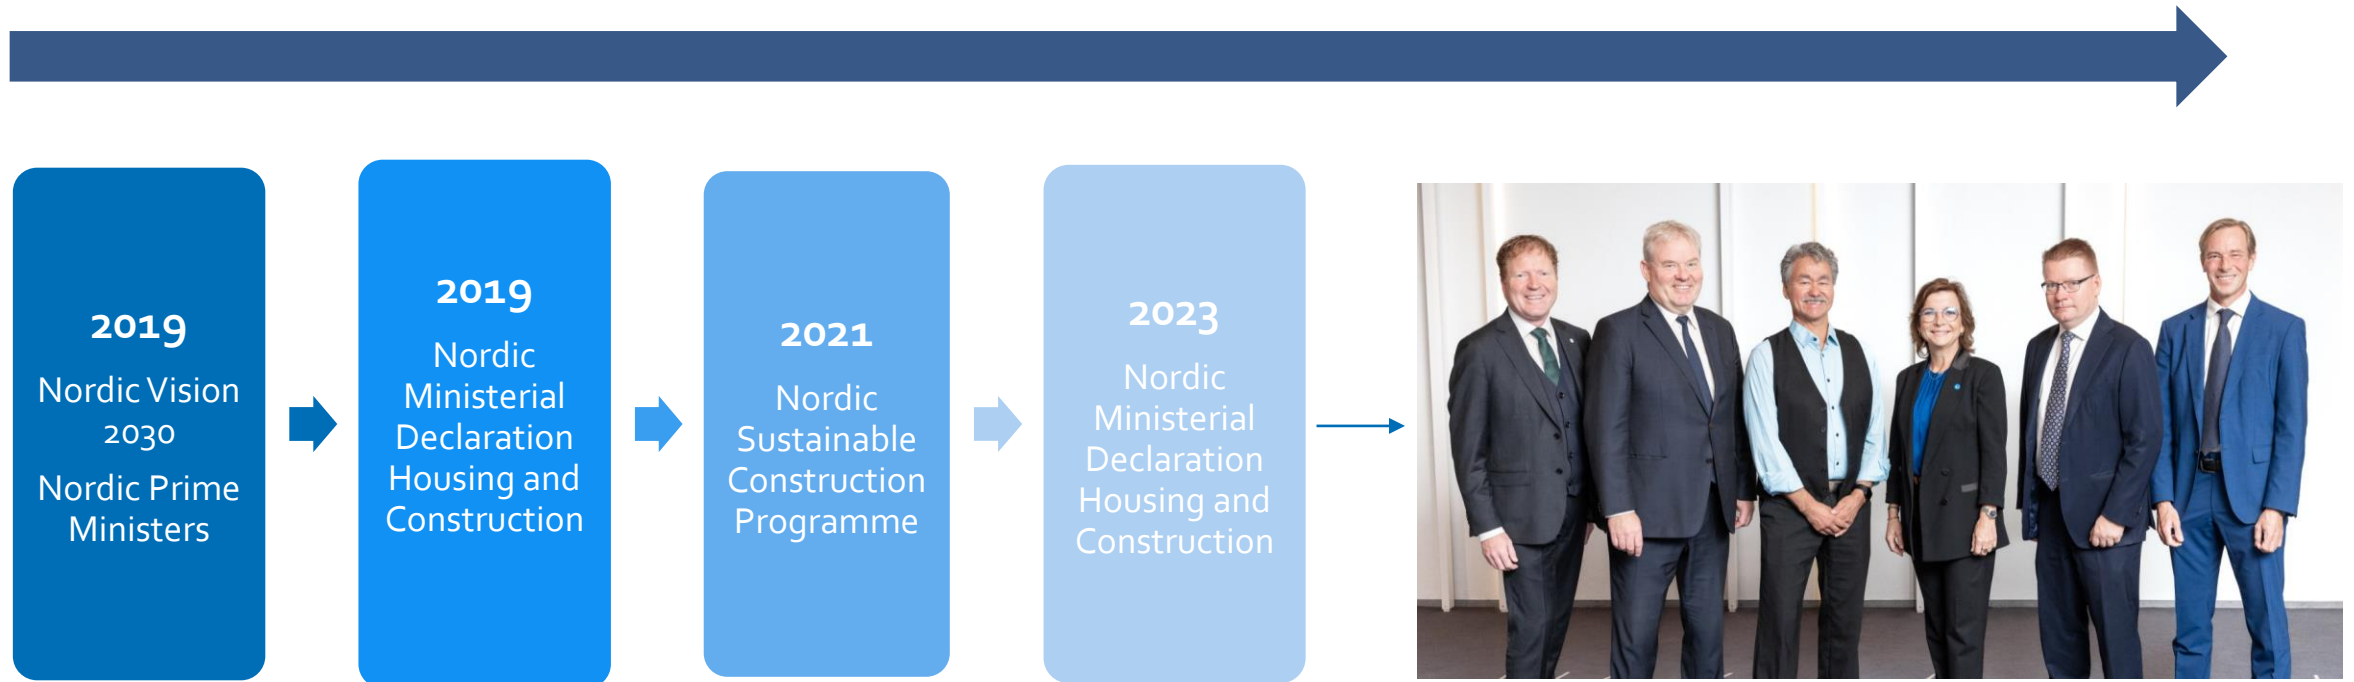 2019
Nordic Vision
2030
Nordic Prime
Ministers
2019
Nordic
Ministerial
Declaration
Housing and
Construction
2021
Nordic
Sustainable
Construction
Programme
2023
Nordic
Ministerial
Declaration
Housing and
Construction